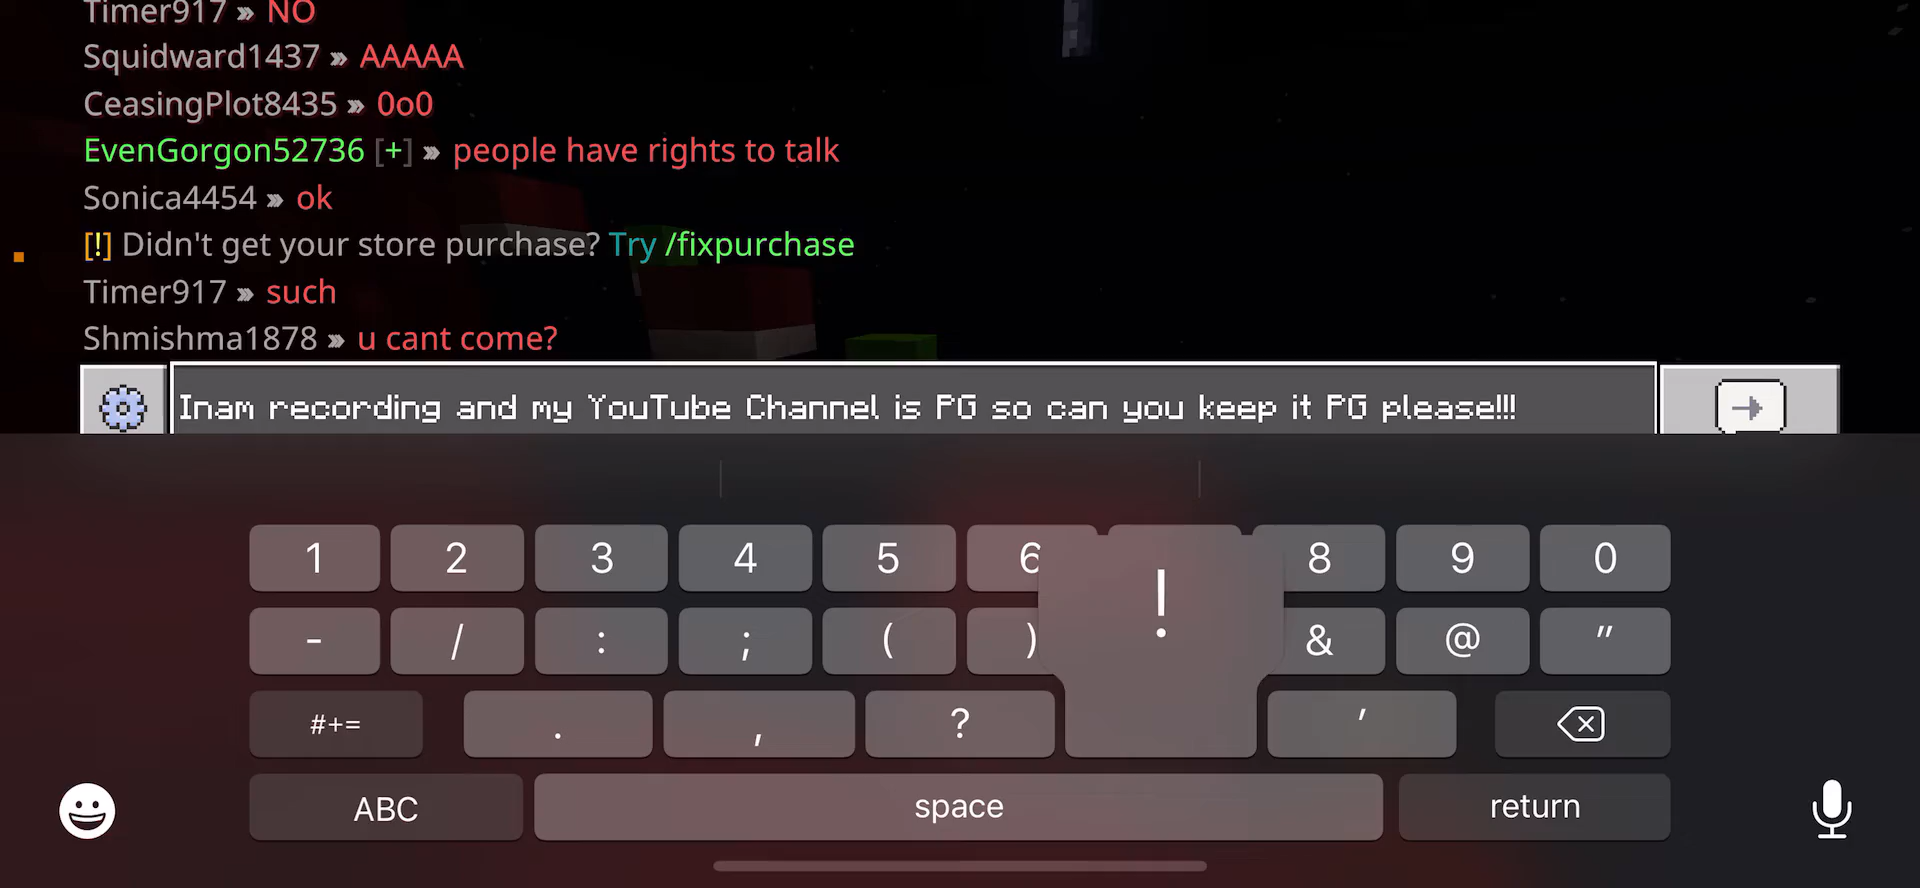 Timer917 » NO
Squidward1437 » AAAAA
CeasingPlot8435 » 0o0
EvenGorgon52736 [+] » people have rights to talk
Sonica4454 » ok
[!] Didn't get your store purchase? Try /fixpurchase
Timer917 » such
Shmishma1878 » u cant come?
Inam recording and my YouTube Channel is PG so can you keep it PG please!!!
1 2 3 4 5 6 8 9 0
- / : ; ( ) ! & @ "
#+= . , ? '
ABC space return